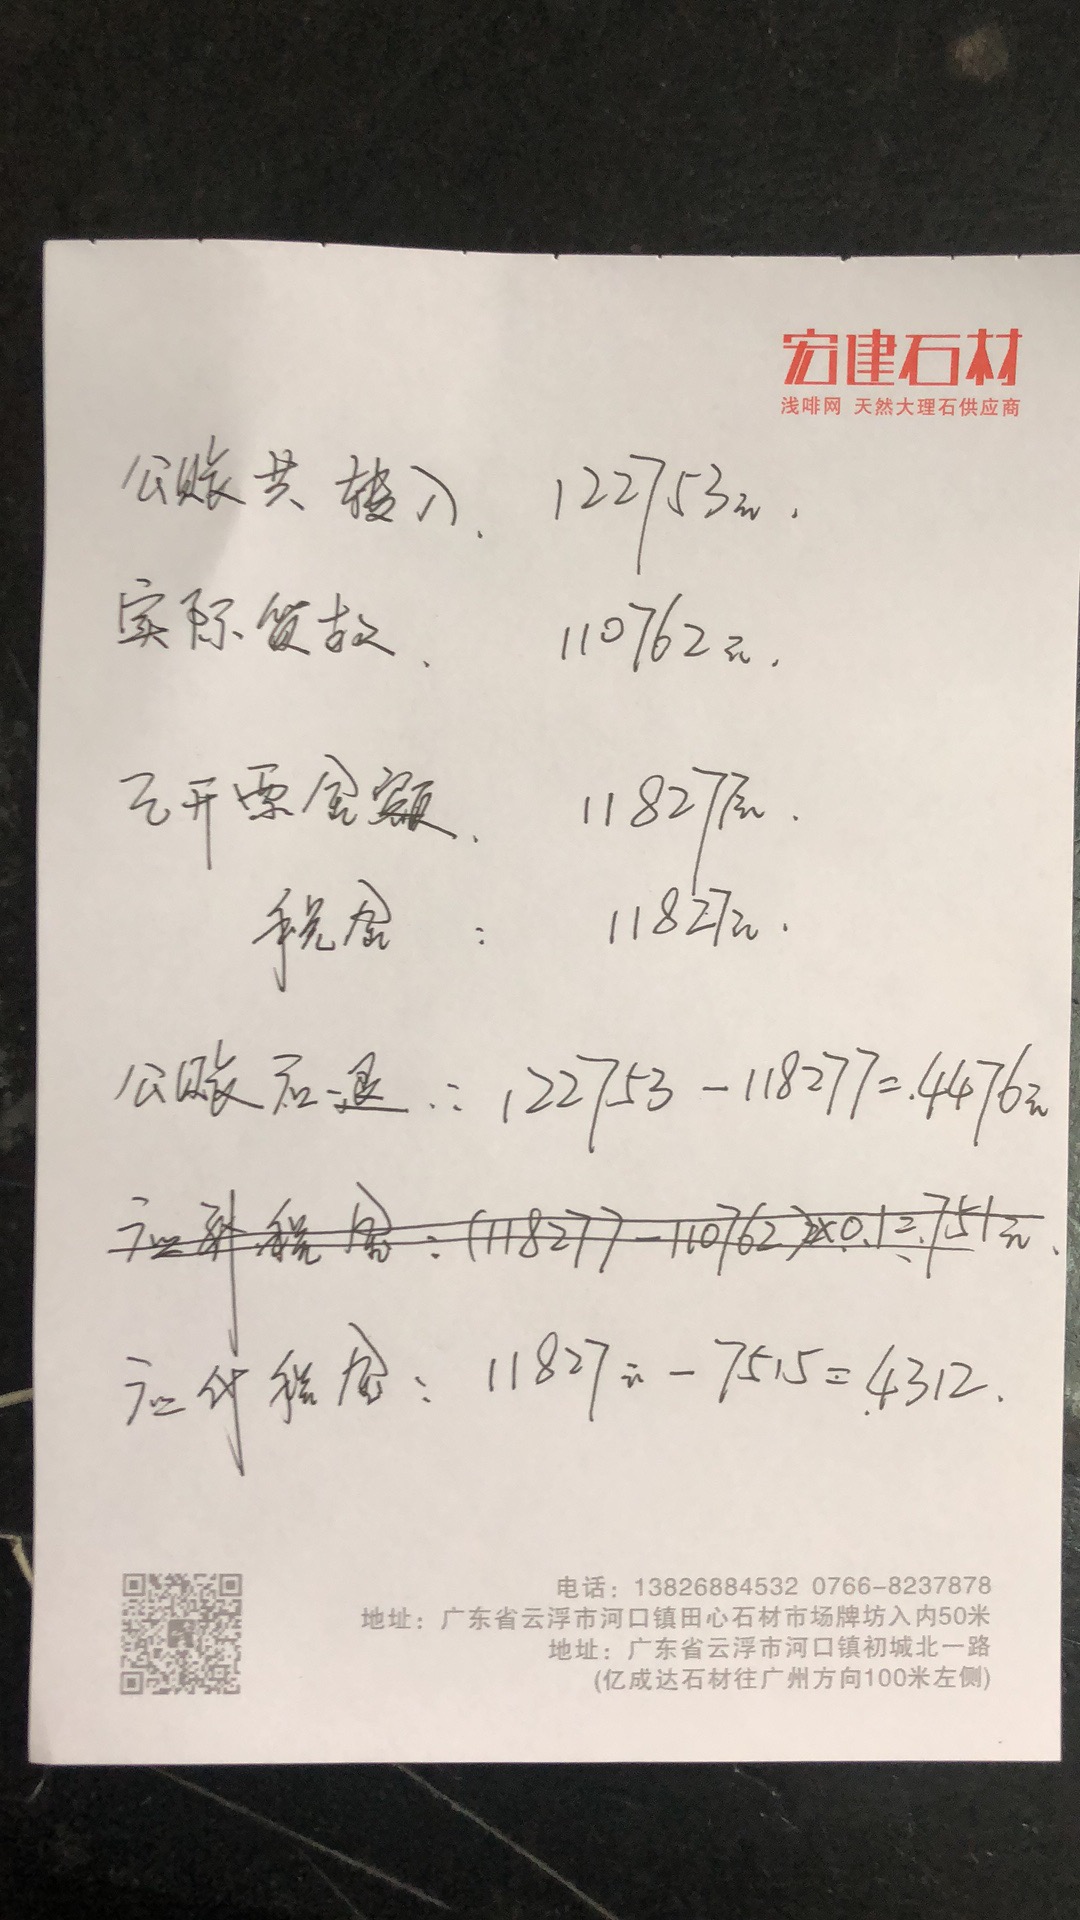 宏建石材
浅啡网 天然大理石供应商
公账共转入. 122753元.
实际货款. 110762元.
已开票金额. 118277元.
税金: 11827元.
公账应退: 122753-118277=4476元
应补税金:(118277-110762)×0.1=751元.
应付税金: 11827元-7515=4312.
电话：13826884532 0766-8237878
地址：广东省云浮市河口镇田心石材市场牌坊入内50米
地址：广东省云浮市河口镇初城北一路
(亿成达石材往广州方向100米左侧)